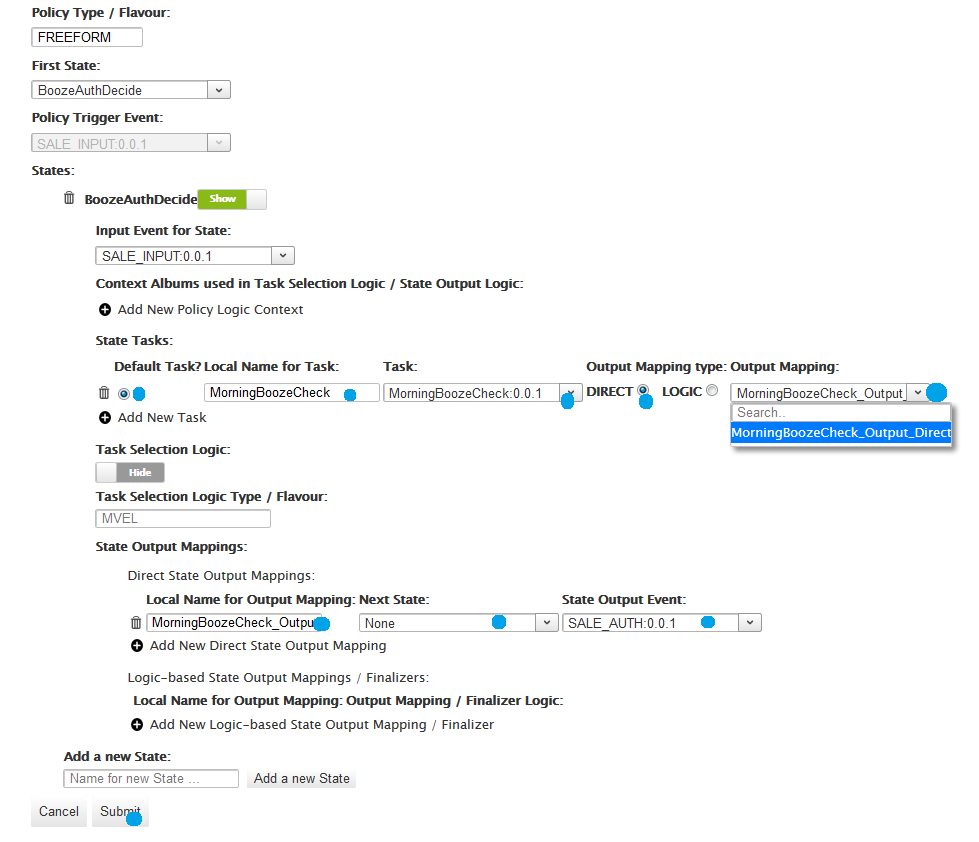 Policy Type / Flavour:
FREEFORM
First State:
BoozeAuthDecide
Policy Trigger Event:
SALE_INPUT:0.0.1
States:
BoozeAuthDecide Show
Input Event for State:
SALE_INPUT:0.0.1
Context Albums used in Task Selection Logic / State Output Logic:
Add New Policy Logic Context
State Tasks:
Default Task? Local Name for Task: Task: Output Mapping type: Output Mapping:
MorningBoozeCheck MorningBoozeCheck:0.0.1 DIRECT LOGIC MorningBoozeCheck_Output_
Search..
Add New Task
MorningBoozeCheck_Output_Direct
Task Selection Logic:
Hide
Task Selection Logic Type / Flavour:
MVEL
State Output Mappings:
Direct State Output Mappings:
Local Name for Output Mapping: Next State: State Output Event:
MorningBoozeCheck_Outpu None SALE_AUTH:0.0.1
Add New Direct State Output Mapping
Logic-based State Output Mappings / Finalizers:
Local Name for Output Mapping: Output Mapping / Finalizer Logic:
Add New Logic-based State Output Mapping / Finalizer
Add a new State:
Name for new State ... Add a new State
Cancel Submit